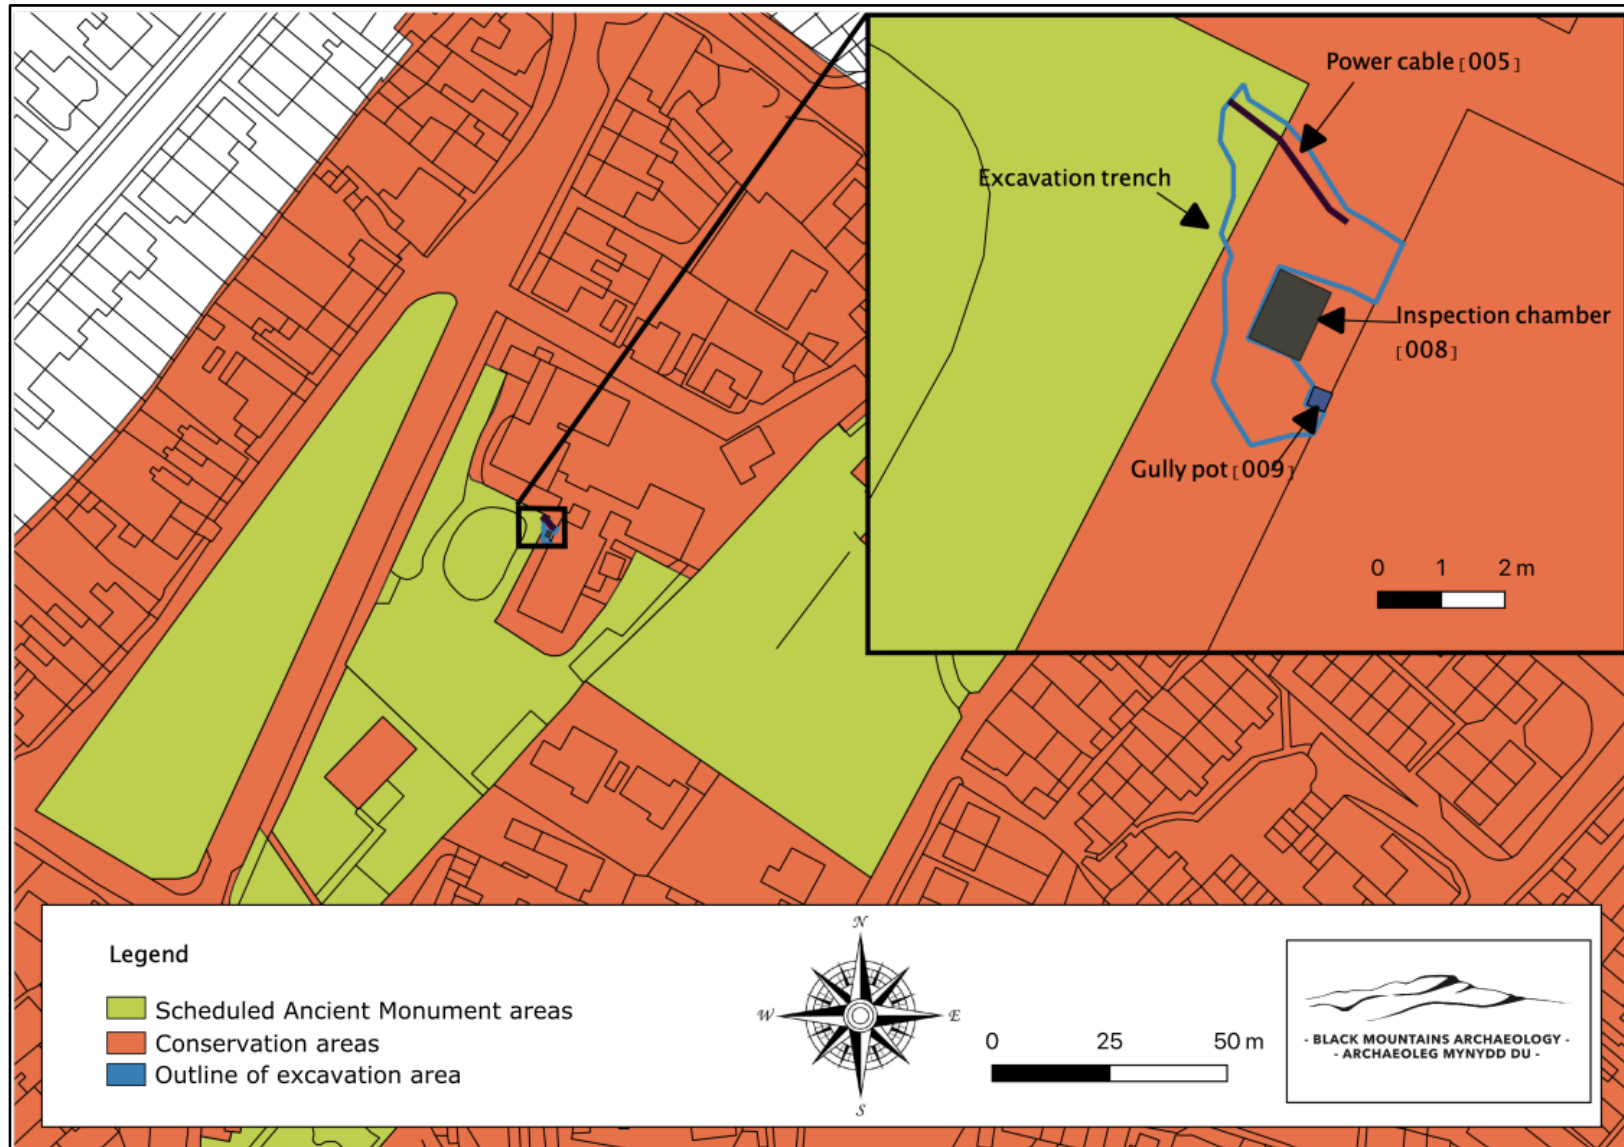 Power cable [005]
Excavation trench
Inspection chamber
[008]
Gully pot [009]
0 1 2 m
Legend
Scheduled Ancient Monument areas
Conservation areas
Outline of excavation area
N
W E
S
0 25 50 m
- BLACK MOUNTAINS ARCHAEOLOGY -
- ARCHAEOLEG MYNYDD DU -